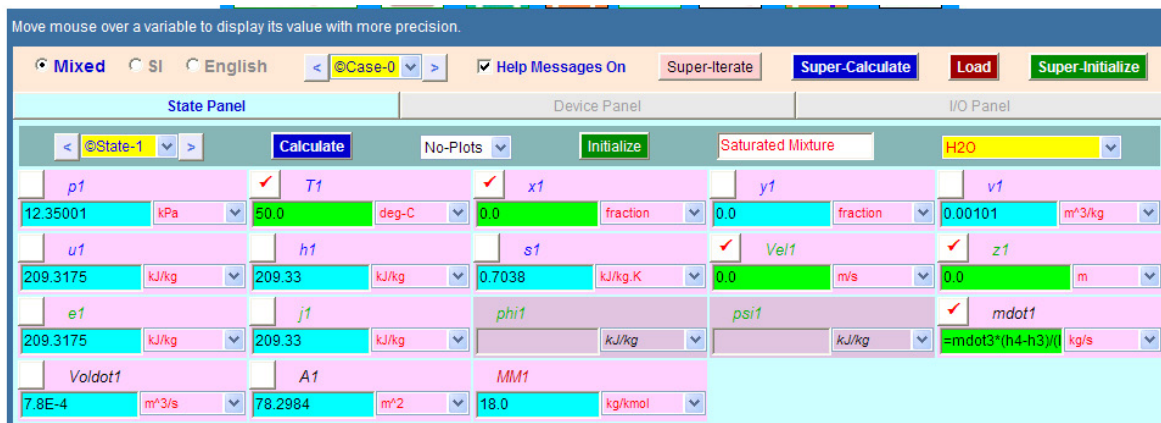 Move mouse over a variable to display its value with more precision.
Mixed SI English < ©Case-0 > Help Messages On Super-Iterate Super-Calculate Load Super-Initialize
State Panel Device Panel I/O Panel
< ©State-1 > Calculate No-Plots Initialize Saturated Mixture H2O
p1 T1 x1 y1 v1
12.35001 kPa 50.0 deg-C 0.0 fraction 0.0 fraction 0.00101 m^3/kg
u1 h1 s1 Vel1 z1
209.3175 kJ/kg 209.33 kJ/kg 0.7038 kJ/kg.K 0.0 m/s 0.0 m
e1 j1 phi1 psi1 mdot1
209.3175 kJ/kg 209.33 kJ/kg kJ/kg kJ/kg =mdot3*(h4-h3)/( kg/s
Voldot1 A1 MM1
7.8E-4 m^3/s 78.2984 m^2 18.0 kg/kmol